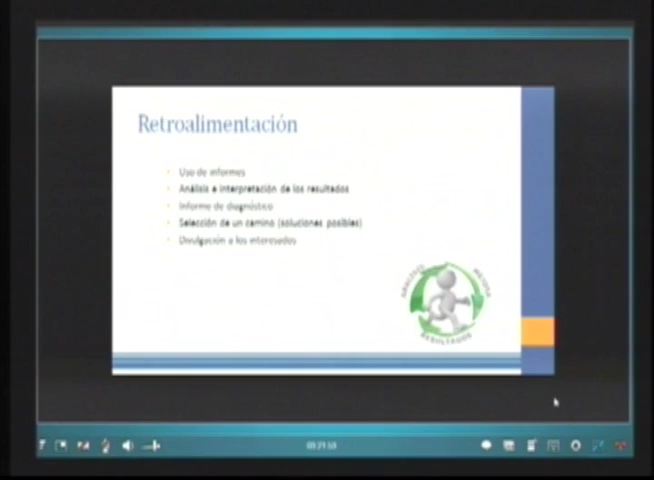 Retroalimentación
Uso de informes
Análisis e interpretación de los resultados
Informe de diagnóstico
Selección de un camino (soluciones posibles)
Divulgación a los interesados
RESULTADOS